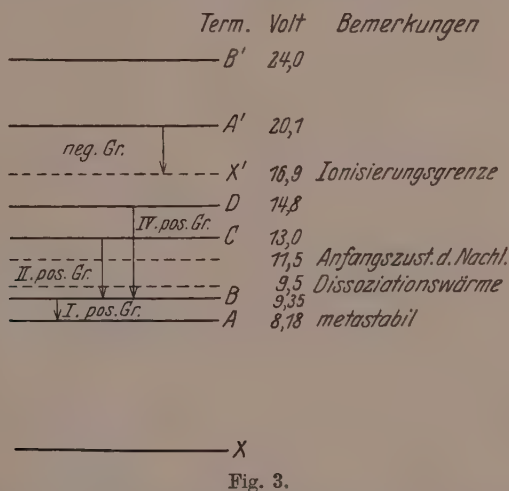 Term. Volt Bemerkungen
B' 24,0
A' 20,1
neg. Gr.
X' 16,9 Ionisierungsgrenze
D 14,8
IV. pos. Gr.
C 13,0
11,5 Anfangszust. d. Nachl.
II. pos. Gr.
9,5 Dissoziationswärme
B 9,35
I. pos. Gr.
A 8,18 metastabil
X
Fig. 3.